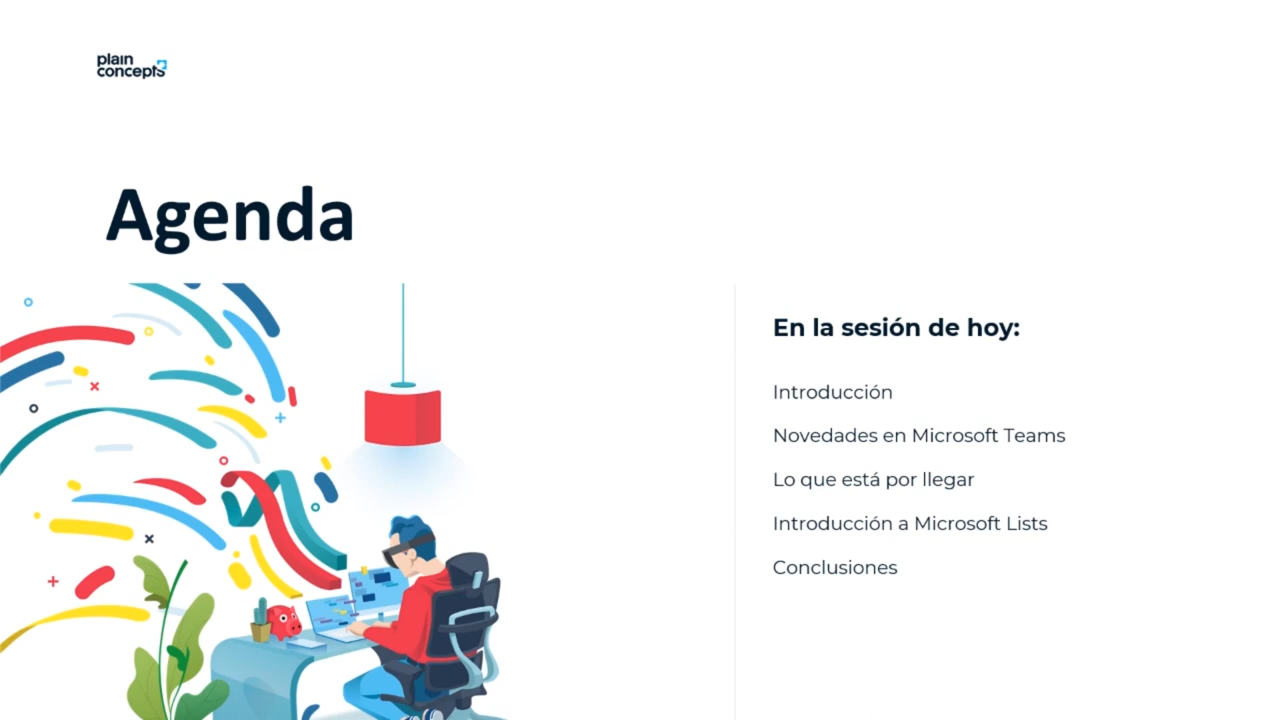 plain
concepts
Agenda
En la sesión de hoy:
Introducción
Novedades en Microsoft Teams
Lo que está por llegar
Introducción a Microsoft Lists
Conclusiones